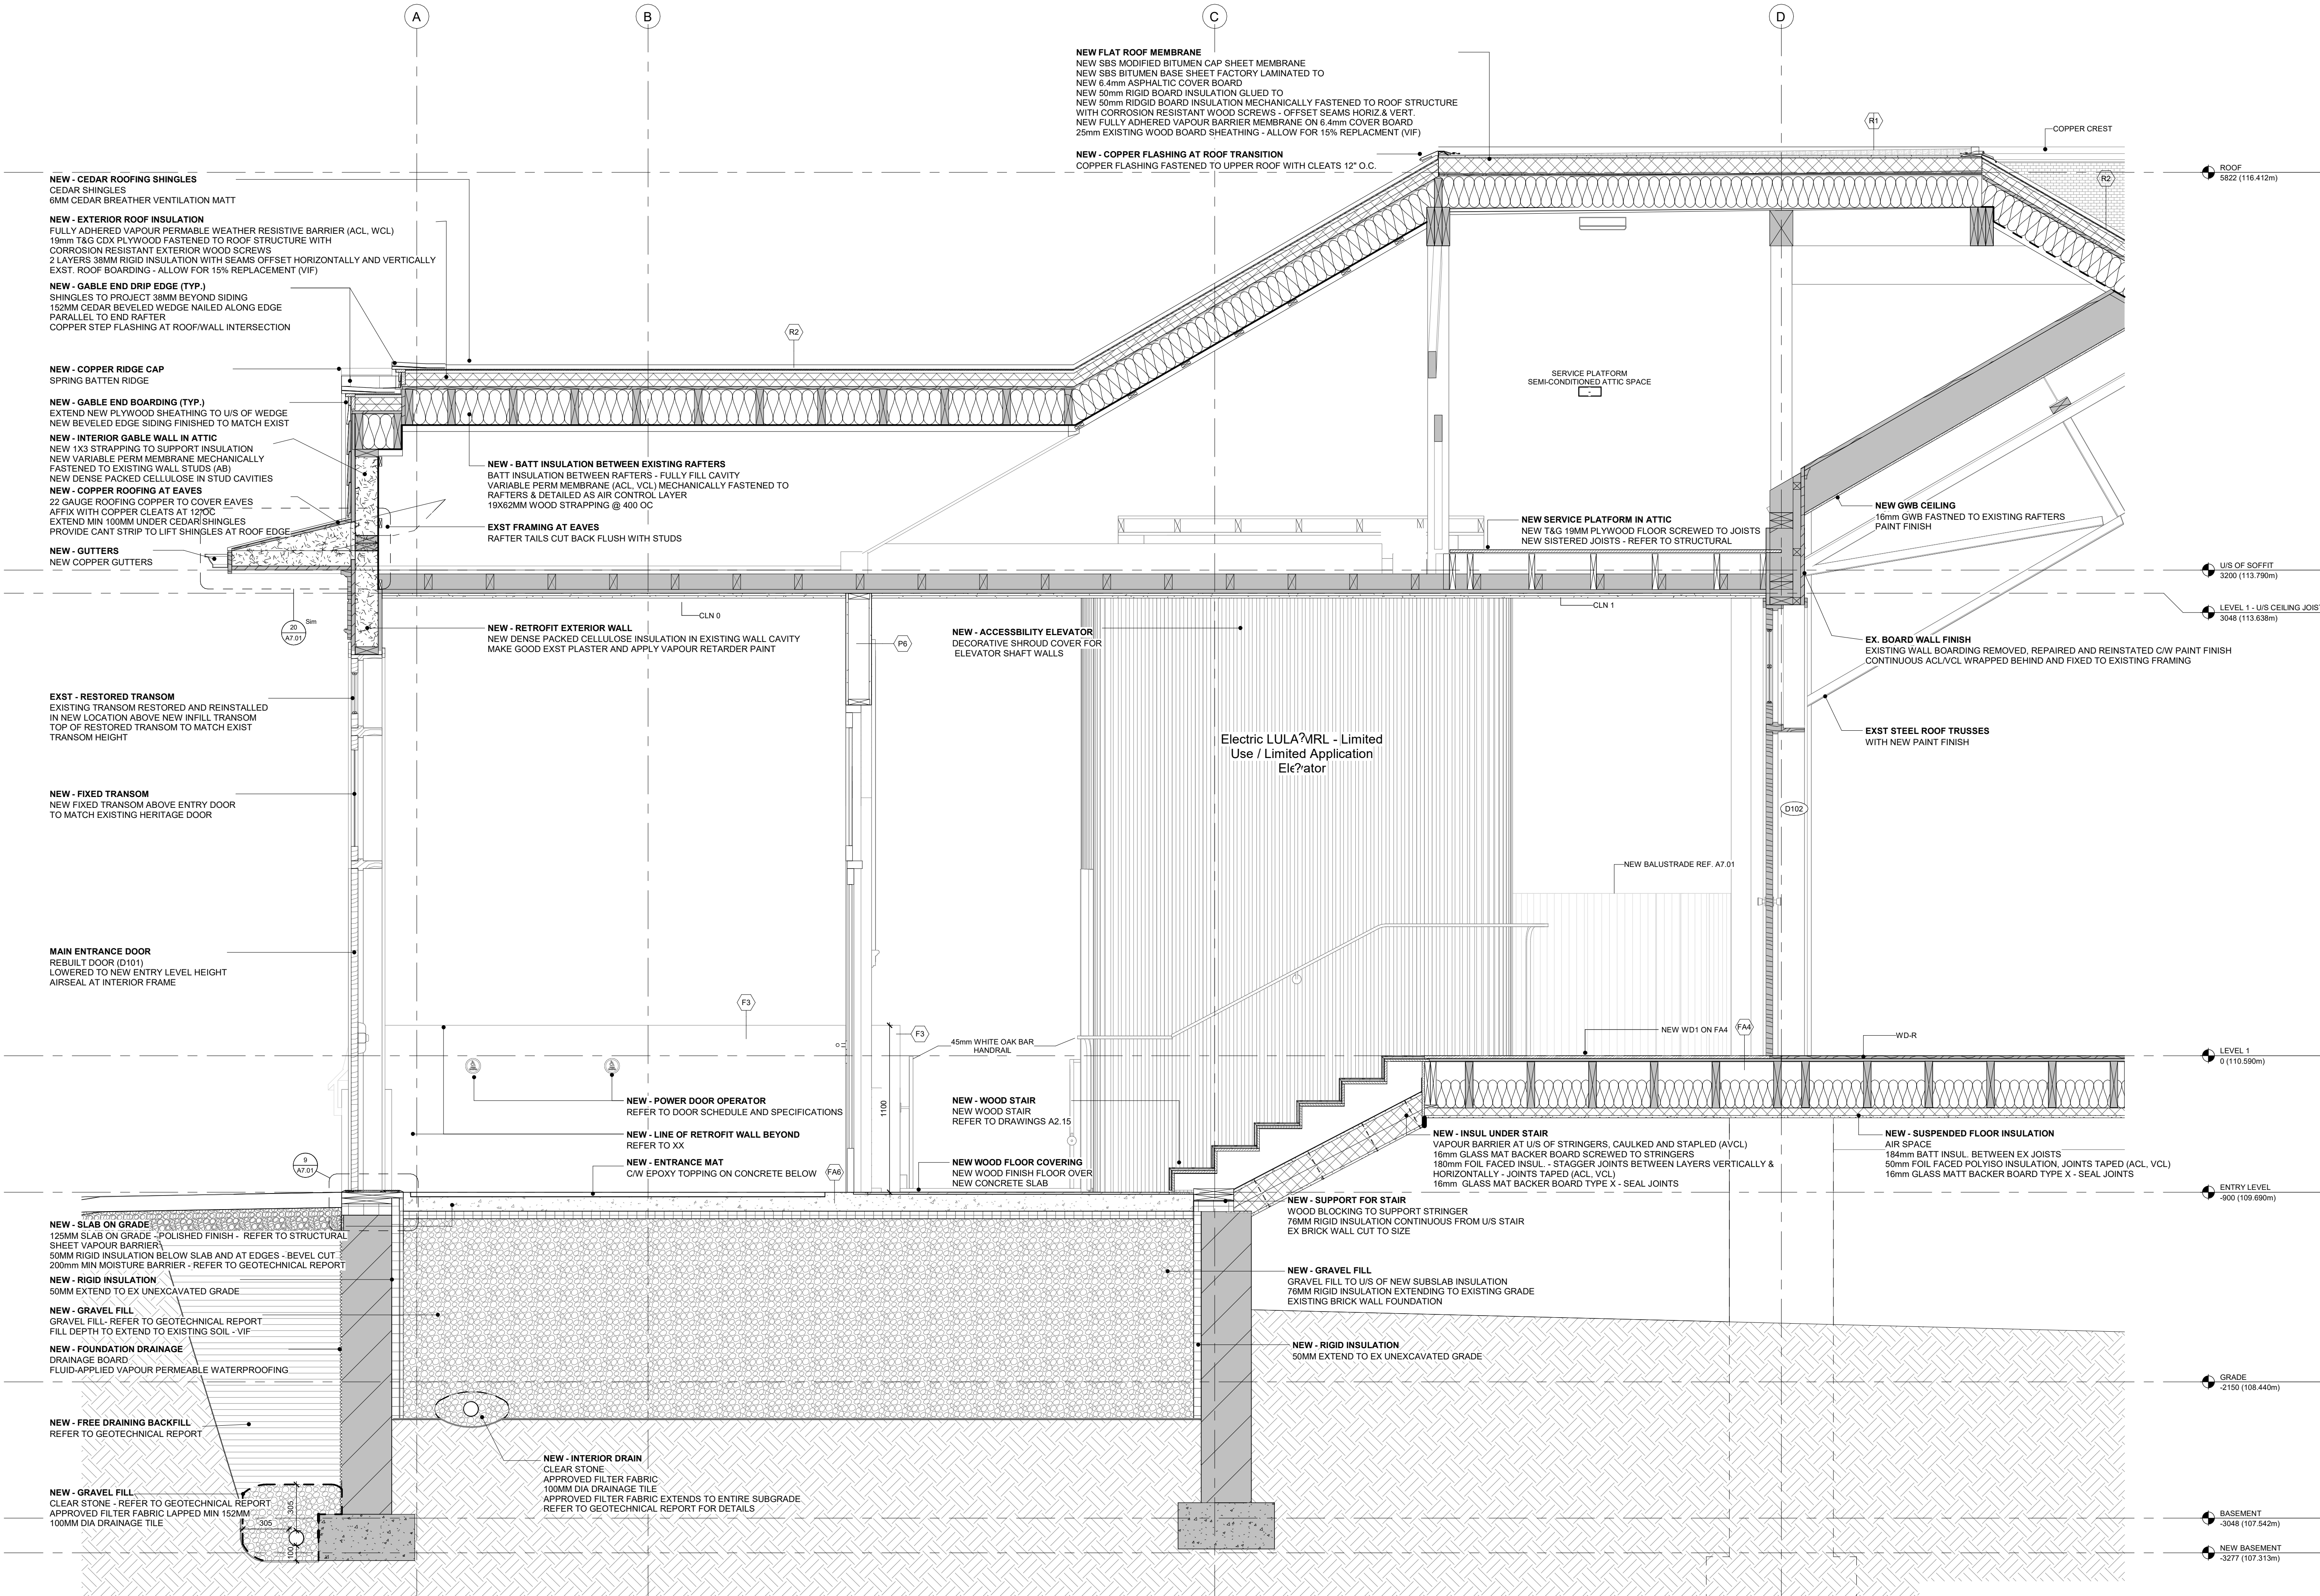 A
B
C
D
NEW FLAT ROOF MEMBRANE
NEW SBS MODIFIED BITUMEN CAP SHEET MEMBRANE
NEW SBS BITUMEN BASE SHEET FACTORY LAMINATED TO
NEW 6.4mm ASPHALTIC COVER BOARD
NEW 50mm RIGID BOARD INSULATION GLUED TO
NEW 50mm RIDGID BOARD INSULATION MECHANICALLY FASTENED TO ROOF STRUCTURE
WITH CORROSION RESISTANT WOOD SCREWS - OFFSET SEAMS HORIZ.& VERT.
NEW FULLY ADHERED VAPOUR BARRIER MEMBRANE ON 6.4mm COVER BOARD
25mm EXISTING WOOD BOARD SHEATHING - ALLOW FOR 15% REPLACMENT (VIF)
NEW - COPPER FLASHING AT ROOF TRANSITION
COPPER FLASHING FASTENED TO UPPER ROOF WITH CLEATS 12" O.C.
R1
COPPER CREST
R2
ROOF
5822 (116.412m)
NEW - CEDAR ROOFING SHINGLES
CEDAR SHINGLES
6MM CEDAR BREATHER VENTILATION MATT
NEW - EXTERIOR ROOF INSULATION
FULLY ADHERED VAPOUR PERMABLE WEATHER RESISTIVE BARRIER (ACL, WCL)
19mm T&G CDX PLYWOOD FASTENED TO ROOF STRUCTURE WITH
CORROSION RESISTANT EXTERIOR WOOD SCREWS
2 LAYERS 38MM RIGID INSULATION WITH SEAMS OFFSET HORIZONTALLY AND VERTICALLY
EXST. ROOF BOARDING - ALLOW FOR 15% REPLACEMENT (VIF)
NEW - GABLE END DRIP EDGE (TYP.)
SHINGLES TO PROJECT 38MM BEYOND SIDING
152MM CEDAR BEVELED WEDGE NAILED ALONG EDGE
PARALLEL TO END RAFTER
COPPER STEP FLASHING AT ROOF/WALL INTERSECTION
R2
NEW - COPPER RIDGE CAP
SPRING BATTEN RIDGE
NEW - GABLE END BOARDING (TYP.)
EXTEND NEW PLYWOOD SHEATHING TO U/S OF WEDGE
NEW BEVELED EDGE SIDING FINISHED TO MATCH EXIST
NEW - INTERIOR GABLE WALL IN ATTIC
NEW 1X3 STRAPPING TO SUPPORT INSULATION
NEW VARIABLE PERM MEMBRANE MECHANICALLY
FASTENED TO EXISTING WALL STUDS (AB)
NEW DENSE PACKED CELLULOSE IN STUD CAVITIES
NEW - COPPER ROOFING AT EAVES
22 GAUGE ROOFING COPPER TO COVER EAVES
AFFIX WITH COPPER CLEATS AT 12"OC
EXTEND MIN 100MM UNDER CEDAR SHINGLES
PROVIDE CANT STRIP TO LIFT SHINGLES AT ROOF EDGE
NEW - GUTTERS
NEW COPPER GUTTERS
SERVICE PLATFORM
SEMI-CONDITIONED ATTIC SPACE
-
NEW - BATT INSULATION BETWEEN EXISTING RAFTERS
BATT INSULATION BETWEEN RAFTERS - FULLY FILL CAVITY
VARIABLE PERM MEMBRANE (ACL, VCL) MECHANICALLY FASTENED TO
RAFTERS & DETAILED AS AIR CONTROL LAYER
19X62MM WOOD STRAPPING @ 400 OC
EXST FRAMING AT EAVES
RAFTER TAILS CUT BACK FLUSH WITH STUDS
NEW SERVICE PLATFORM IN ATTIC
NEW T&G 19MM PLYWOOD FLOOR SCREWED TO JOISTS
NEW SISTERED JOISTS - REFER TO STRUCTURAL
NEW GWB CEILING
16mm GWB FASTNED TO EXISTING RAFTERS
PAINT FINISH
U/S OF SOFFIT
3200 (113.790m)
LEVEL 1 - U/S CEILING JOIS
3048 (113.638m)
20
A7.01
Sim
CLN 0
CLN 1
NEW - RETROFIT EXTERIOR WALL
NEW DENSE PACKED CELLULOSE INSULATION IN EXISTING WALL CAVITY
MAKE GOOD EXST PLASTER AND APPLY VAPOUR RETARDER PAINT
P6
NEW - ACCESSBILITY ELEVATOR
DECORATIVE SHROUD COVER FOR
ELEVATOR SHAFT WALLS
EX. BOARD WALL FINISH
EXISTING WALL BOARDING REMOVED, REPAIRED AND REINSTATED C/W PAINT FINISH
CONTINUOUS ACL/VCL WRAPPED BEHIND AND FIXED TO EXISTING FRAMING
EXST - RESTORED TRANSOM
EXISTING TRANSOM RESTORED AND REINSTALLED
IN NEW LOCATION ABOVE NEW INFILL TRANSOM
TOP OF RESTORED TRANSOM TO MATCH EXIST
TRANSOM HEIGHT
EXST STEEL ROOF TRUSSES
WITH NEW PAINT FINISH
Electric LULA?MRL - Limited
Use / Limited Application
Ele?ator
NEW - FIXED TRANSOM
NEW FIXED TRANSOM ABOVE ENTRY DOOR
TO MATCH EXISTING HERITAGE DOOR
D102
NEW BALUSTRADE REF. A7.01
MAIN ENTRANCE DOOR
REBUILT DOOR (D101)
LOWERED TO NEW ENTRY LEVEL HEIGHT
AIRSEAL AT INTERIOR FRAME
F3
F3
45mm WHITE OAK BAR
HANDRAIL
NEW WD1 ON FA4
FA4
WD-R
LEVEL 1
0 (110.590m)
1100
NEW - POWER DOOR OPERATOR
REFER TO DOOR SCHEDULE AND SPECIFICATIONS
NEW - LINE OF RETROFIT WALL BEYOND
REFER TO XX
NEW - ENTRANCE MAT
C/W EPOXY TOPPING ON CONCRETE BELOW
FA6
NEW - WOOD STAIR
NEW WOOD STAIR
REFER TO DRAWINGS A2.15
NEW WOOD FLOOR COVERING
NEW WOOD FINISH FLOOR OVER
NEW CONCRETE SLAB
NEW - INSUL UNDER STAIR
VAPOUR BARRIER AT U/S OF STRINGERS, CAULKED AND STAPLED (AVCL)
16mm GLASS MAT BACKER BOARD SCREWED TO STRINGERS
180mm FOIL FACED INSUL. - STAGGER JOINTS BETWEEN LAYERS VERTICALLY &
HORIZONTALLY - JOINTS TAPED (ACL, VCL)
16mm GLASS MAT BACKER BOARD TYPE X - SEAL JOINTS
NEW - SUSPENDED FLOOR INSULATION
AIR SPACE
184mm BATT INSUL. BETWEEN EX JOISTS
50mm FOIL FACED POLYISO INSULATION, JOINTS TAPED (ACL, VCL)
16mm GLASS MATT BACKER BOARD TYPE X - SEAL JOINTS
9
A7.01
ENTRY LEVEL
-900 (109.690m)
NEW - SUPPORT FOR STAIR
WOOD BLOCKING TO SUPPORT STRINGER
76MM RIGID INSULATION CONTINUOUS FROM U/S STAIR
EX BRICK WALL CUT TO SIZE
NEW - SLAB ON GRADE
125MM SLAB ON GRADE - POLISHED FINISH - REFER TO STRUCTURAL
SHEET VAPOUR BARRIER
50MM RIGID INSULATION BELOW SLAB AND AT EDGES - BEVEL CUT
200mm MIN MOISTURE BARRIER - REFER TO GEOTECHNICAL REPORT
NEW - RIGID INSULATION
50MM EXTEND TO EX UNEXCAVATED GRADE
NEW - GRAVEL FILL
GRAVEL FILL- REFER TO GEOTECHNICAL REPORT
FILL DEPTH TO EXTEND TO EXISTING SOIL - VIF
NEW - FOUNDATION DRAINAGE
DRAINAGE BOARD
FLUID-APPLIED VAPOUR PERMEABLE WATERPROOFING
NEW - GRAVEL FILL
GRAVEL FILL TO U/S OF NEW SUBSLAB INSULATION
76MM RIGID INSULATION EXTENDING TO EXISTING GRADE
EXISTING BRICK WALL FOUNDATION
NEW - RIGID INSULATION
50MM EXTEND TO EX UNEXCAVATED GRADE
GRADE
-2150 (108.440m)
NEW - FREE DRAINING BACKFILL
REFER TO GEOTECHNICAL REPORT
NEW - INTERIOR DRAIN
CLEAR STONE
APPROVED FILTER FABRIC
100MM DIA DRAINAGE TILE
APPROVED FILTER FABRIC EXTENDS TO ENTIRE SUBGRADE
REFER TO GEOTECHNICAL REPORT FOR DETAILS
NEW - GRAVEL FILL
CLEAR STONE - REFER TO GEOTECHNICAL REPORT
APPROVED FILTER FABRIC LAPPED MIN 152MM
100MM DIA DRAINAGE TILE
305
305
100
BASEMENT
-3048 (107.542m)
NEW BASEMENT
-3277 (107.313m)